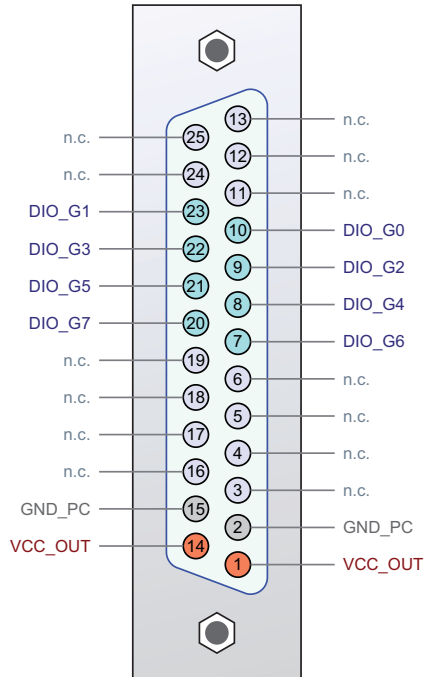 13 n.c.
n.c. 25
12 n.c.
n.c. 24
11 n.c.
DIO_G1 23
10 DIO_G0
DIO_G3 22
9 DIO_G2
DIO_G5 21
8 DIO_G4
DIO_G7 20
7 DIO_G6
n.c. 19
6 n.c.
n.c. 18
5 n.c.
n.c. 17
4 n.c.
n.c. 16
3 n.c.
GND_PC 15
2 GND_PC
VCC_OUT 14
1 VCC_OUT